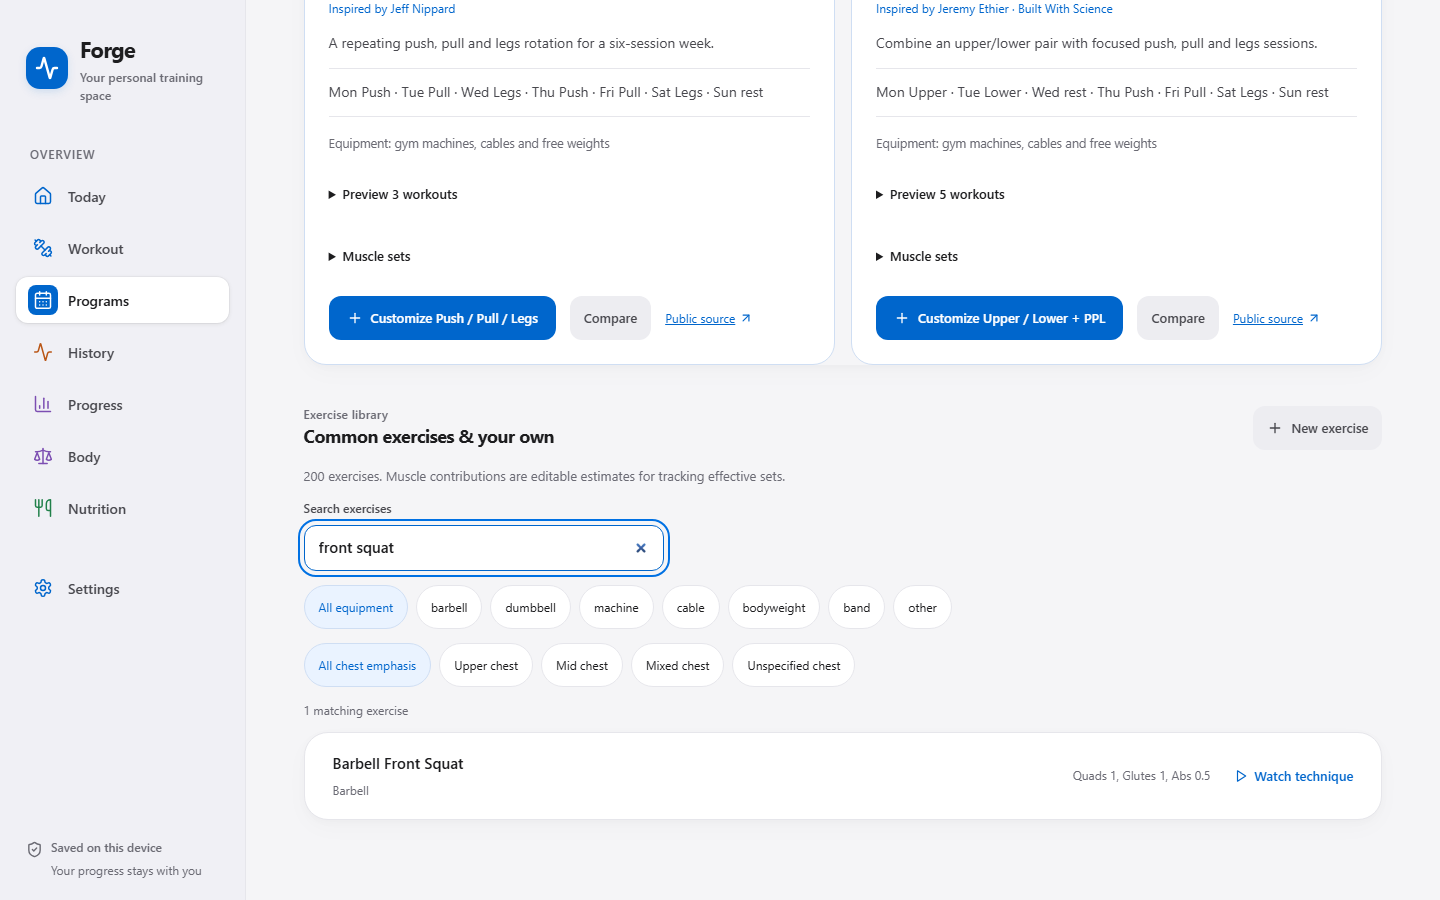 Forge
Your personal training
space
OVERVIEW
Today
Workout
Programs
History
Progress
Body
Nutrition
Settings
Saved on this device
Your progress stays with you
Inspired by Jeff Nippard
A repeating push, pull and legs rotation for a six-session week.
Mon Push · Tue Pull · Wed Legs · Thu Push · Fri Pull · Sat Legs · Sun rest
Equipment: gym machines, cables and free weights
Preview 3 workouts
Muscle sets
Customize Push / Pull / Legs
Compare
Public source
Inspired by Jeremy Ethier · Built With Science
Combine an upper/lower pair with focused push, pull and legs sessions.
Mon Upper · Tue Lower · Wed rest · Thu Push · Fri Pull · Sat Legs · Sun rest
Equipment: gym machines, cables and free weights
Preview 5 workouts
Muscle sets
Customize Upper / Lower + PPL
Compare
Public source
Exercise library
Common exercises & your own
New exercise
200 exercises. Muscle contributions are editable estimates for tracking effective sets.
Search exercises
front squat
All equipment
barbell
dumbbell
machine
cable
bodyweight
band
other
All chest emphasis
Upper chest
Mid chest
Mixed chest
Unspecified chest
1 matching exercise
Barbell Front Squat
Barbell
Quads 1, Glutes 1, Abs 0.5
Watch technique